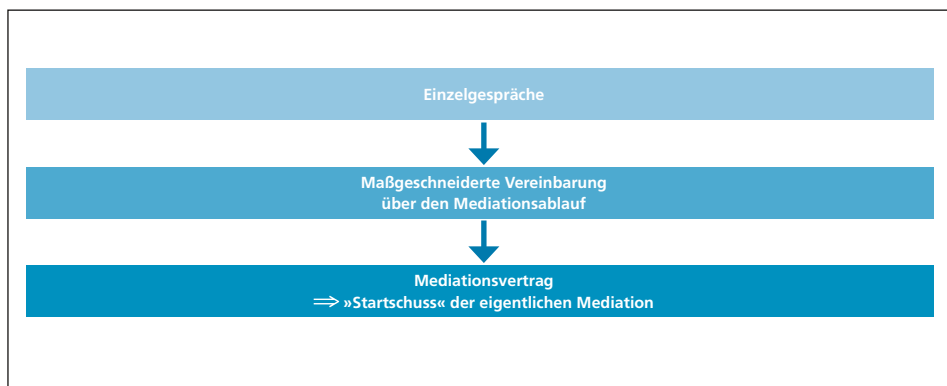 Einzelgespräche
Maßgeschneiderte Vereinbarung
über den Mediationsablauf
Mediationsvertrag
⇒ »Startschuss« der eigentlichen Mediation